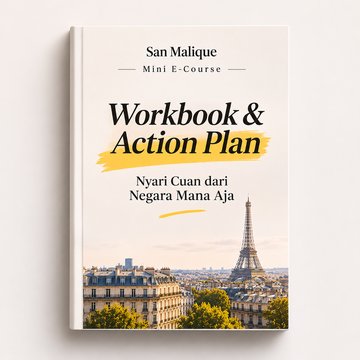 San Malique
Mini E-Course
Workbook &
Action Plan
Nyari Cuan dari
Negara Mana Aja